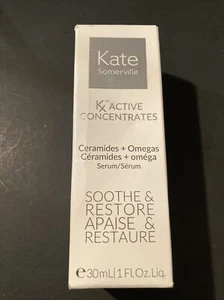 Kate
Somerville
Kx™ ACTIVE
CONCENTRATES
Ceramides + Omegas
Céramides + oméga
Serum/Sérum
SOOTHE &
RESTORE
APAISE &
RESTAURE
℮30mL|1 FL.Oz.Liq.